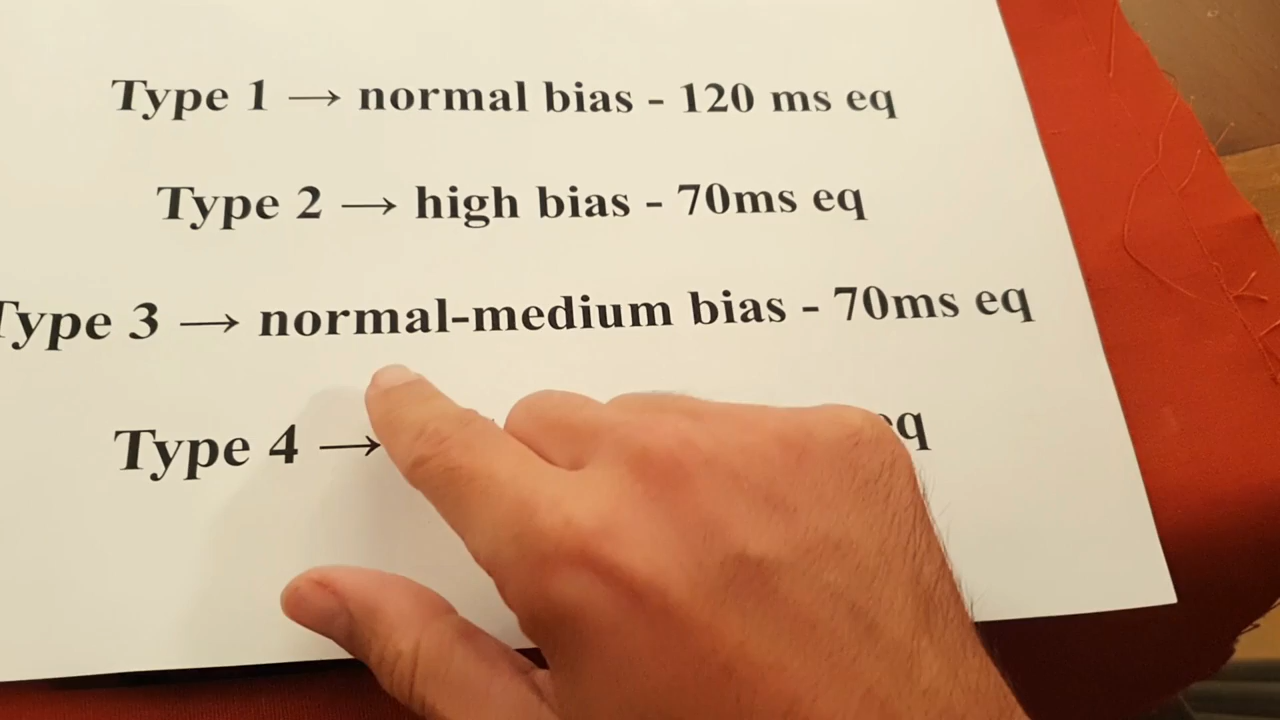 Type 1 → normal bias - 120 ms eq
Type 2 → high bias - 70ms eq
Type 3 → normal-medium bias - 70ms eq
Type 4 → eq